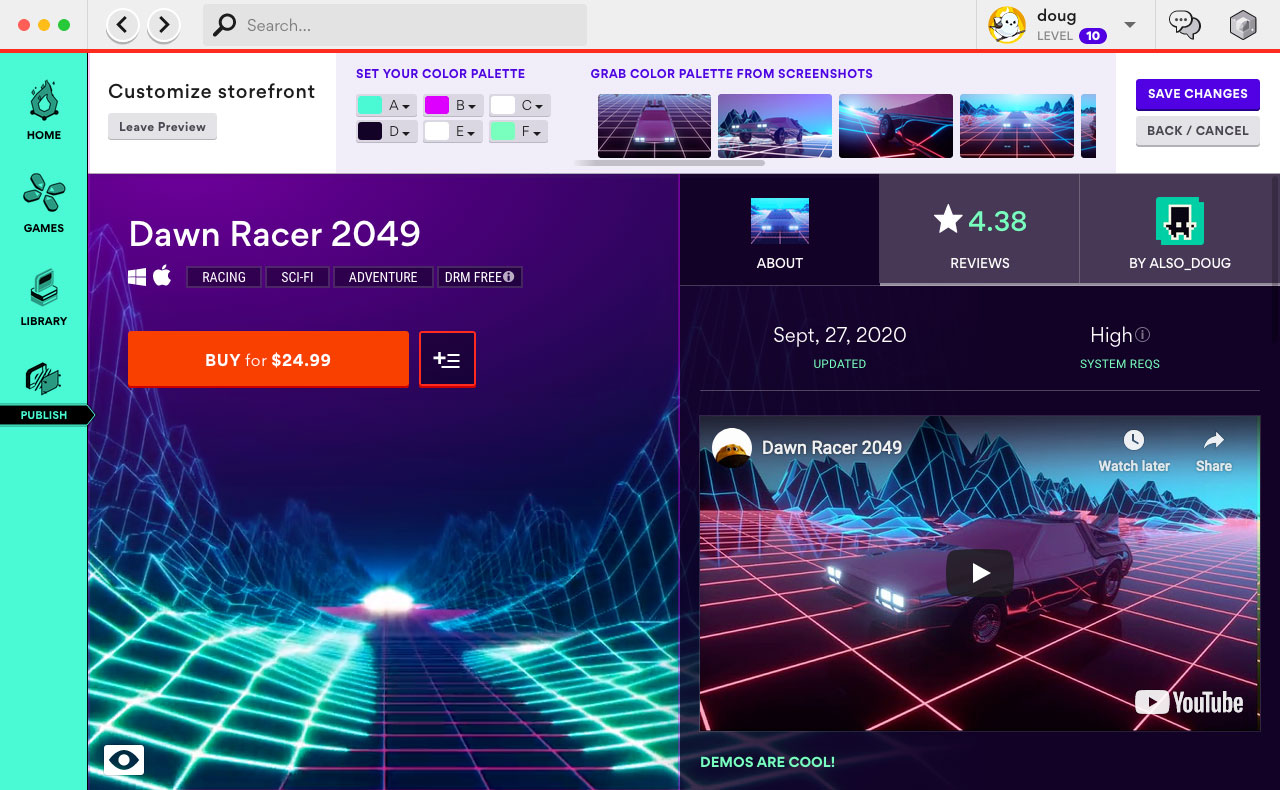 Search...
doug
LEVEL 10
HOME
GAMES
LIBRARY
PUBLISH
Customize storefront
Leave Preview
SET YOUR COLOR PALETTE
A
B
C
D
E
F
GRAB COLOR PALETTE FROM SCREENSHOTS
SAVE CHANGES
BACK / CANCEL
Dawn Racer 2049
RACING
SCI-FI
ADVENTURE
DRM FREE
BUY for $24.99
ABOUT
4.38
REVIEWS
BY ALSO_DOUG
Sept, 27, 2020
UPDATED
High
SYSTEM REQS
Dawn Racer 2049
Watch later
Share
YouTube
DEMOS ARE COOL!